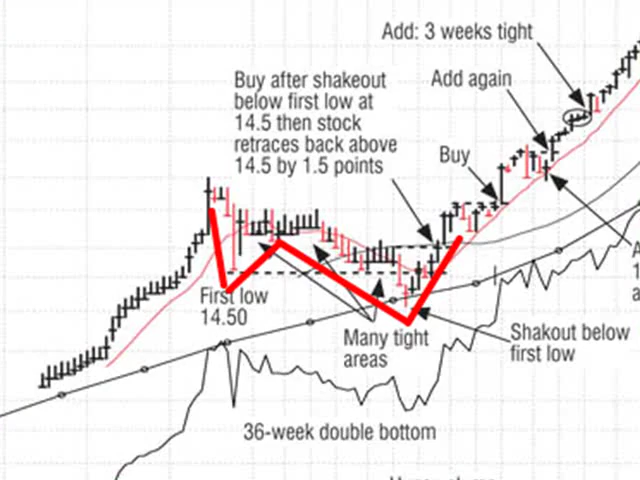 Add: 3 weeks tight
Buy after shakeout
below first low at
14.5 then stock
retraces back above
14.5 by 1.5 points
Add again
Buy
First low
14.50
Many tight
areas
Shakeout below
first low
36-week double bottom
A
1
a